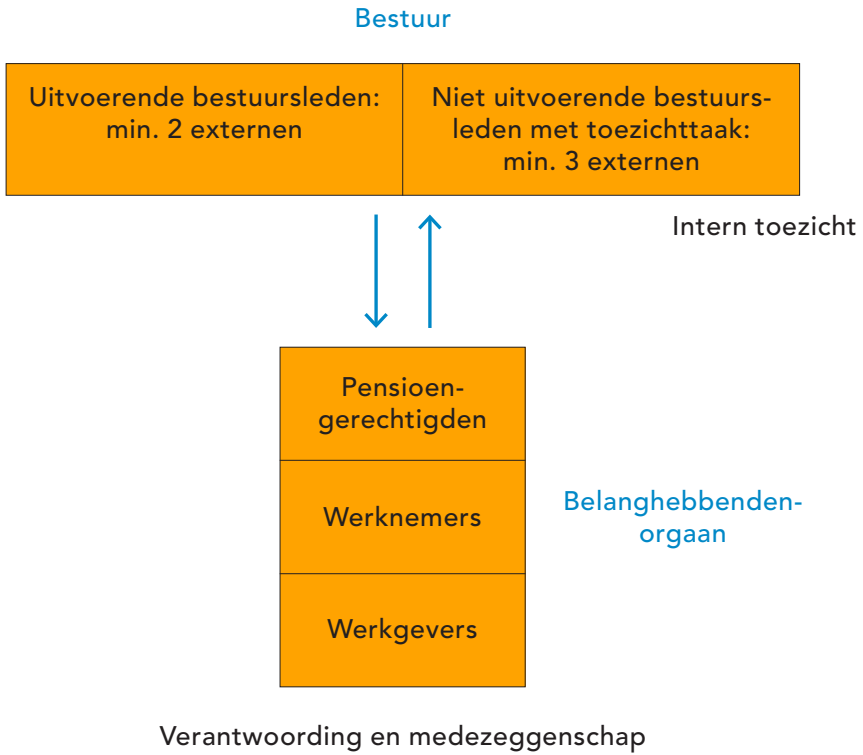 Bestuur
Uitvoerende bestuursleden:
min. 2 externen
Niet uitvoerende bestuurs-
leden met toezichttaak:
min. 3 externen
Intern toezicht
Pensioen-
gerechtigden
Werknemers
Belanghebbenden-
orgaan
Werkgevers
Verantwoording en medezeggenschap